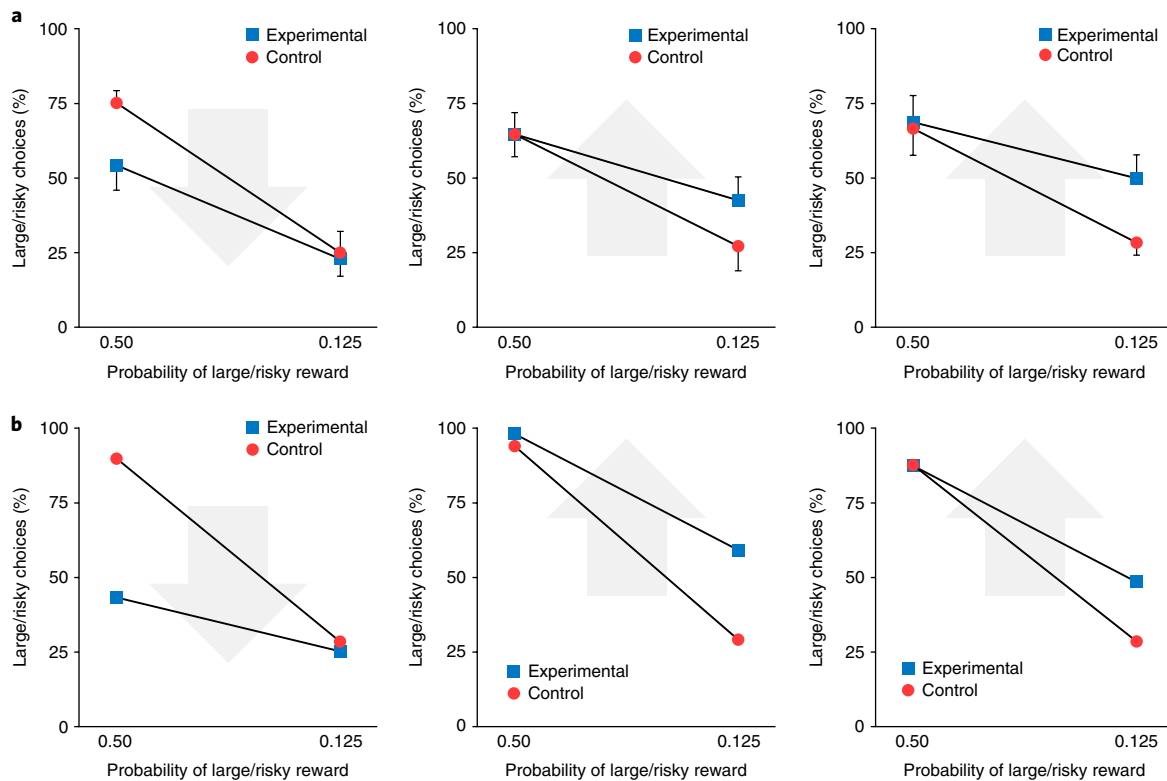 a
Large/risky choices (%)
100
75
50
25
0
Experimental
Control
0.50
0.125
Probability of large/risky reward
Large/risky choices (%)
100
75
50
25
0
Experimental
Control
0.50
0.125
Probability of large/risky reward
Large/risky choices (%)
100
75
50
25
0
Experimental
Control
0.50
0.125
Probability of large/risky reward
b
Large/risky choices (%)
100
75
50
25
0
Experimental
Control
0.50
0.125
Probability of large/risky reward
Large/risky choices (%)
100
75
50
25
0
Experimental
Control
0.50
0.125
Probability of large/risky reward
Large/risky choices (%)
100
75
50
25
0
Experimental
Control
0.50
0.125
Probability of large/risky reward